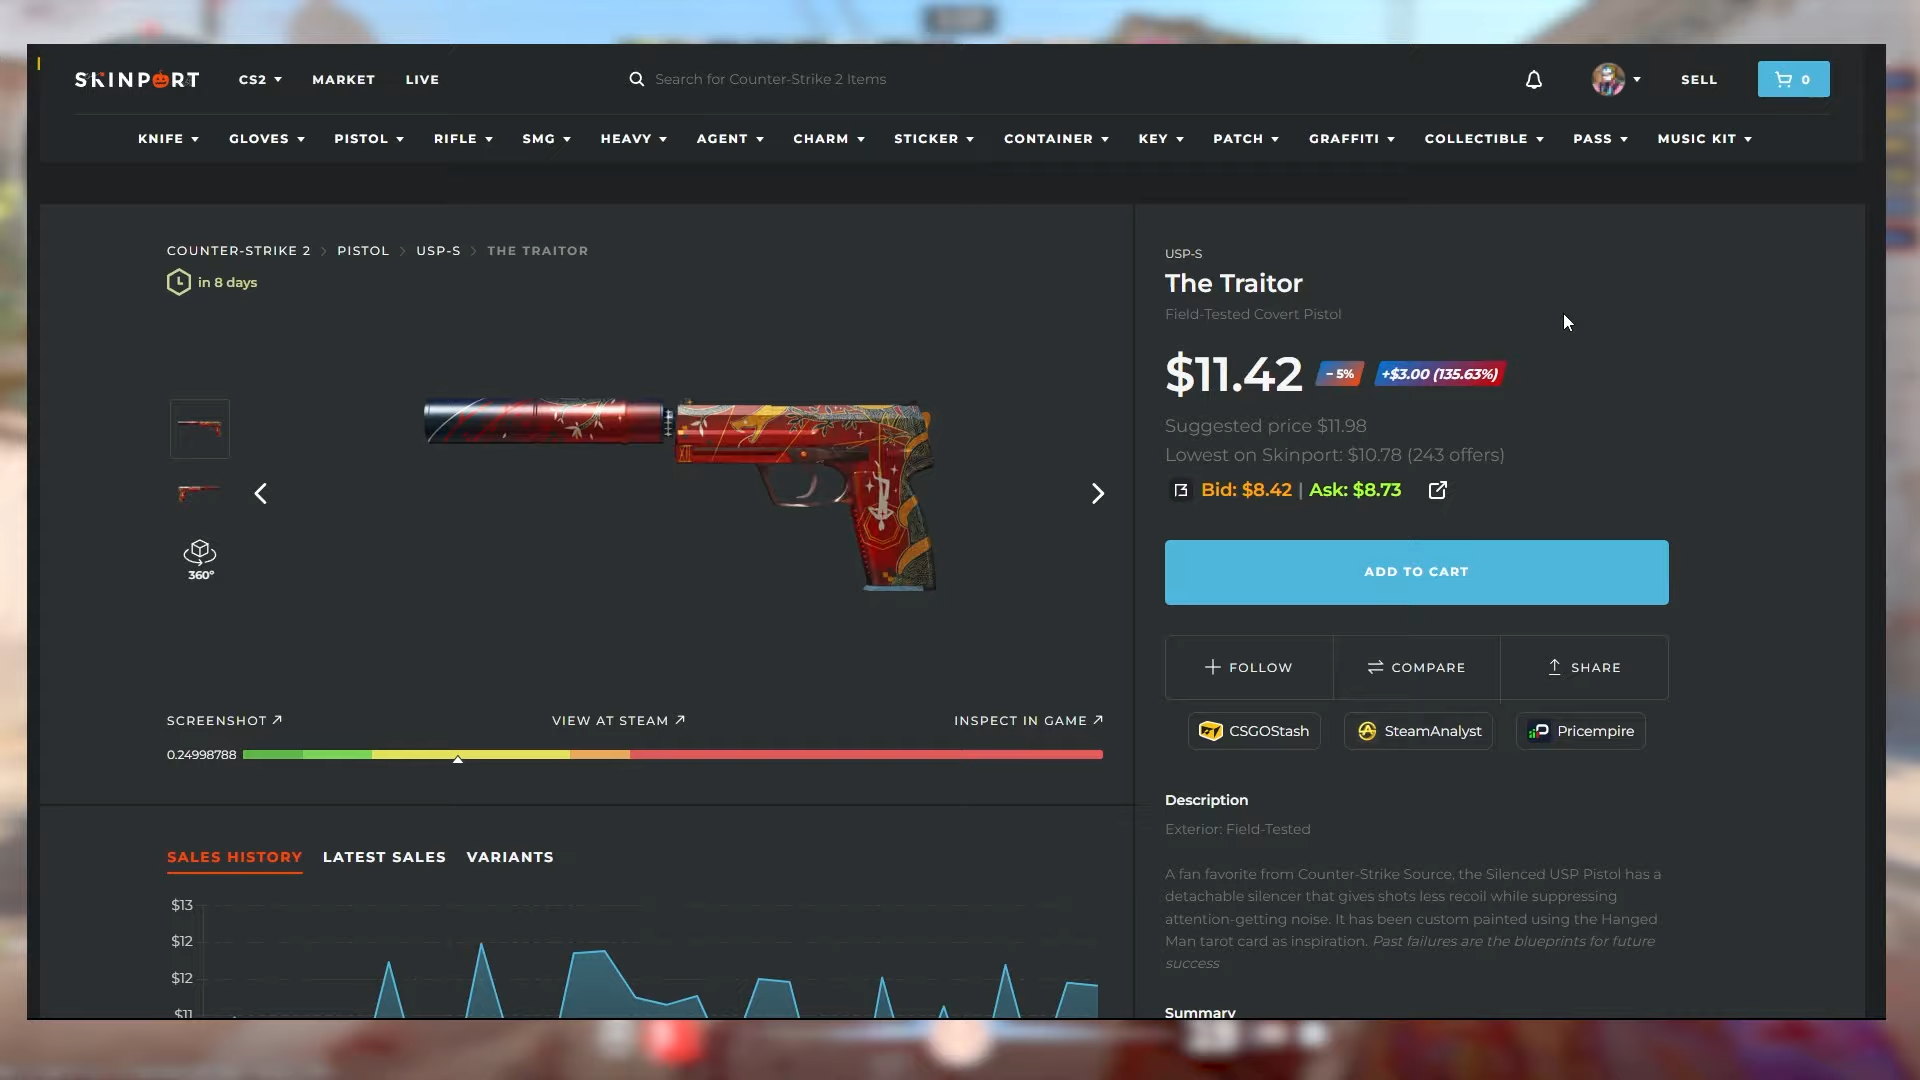 SKINPORT
CS2
MARKET
LIVE
Search for Counter-Strike 2 Items
SELL
0
KNIFE
GLOVES
PISTOL
RIFLE
SMG
HEAVY
AGENT
CHARM
STICKER
CONTAINER
KEY
PATCH
GRAFFITI
COLLECTIBLE
PASS
MUSIC KIT
COUNTER-STRIKE 2 > PISTOL > USP-S > THE TRAITOR
in 8 days
360°
SCREENSHOT
VIEW AT STEAM
INSPECT IN GAME
0.24998788
SALES HISTORY
LATEST SALES
VARIANTS
$13
$12
$12
$11
USP-S
The Traitor
Field-Tested Covert Pistol
$11.42
− 5%
+$3.00 (135.63%)
Suggested price $11.98
Lowest on Skinport: $10.78 (243 offers)
Bid: $8.42 | Ask: $8.73
ADD TO CART
FOLLOW
COMPARE
SHARE
CSGOStash
SteamAnalyst
Pricempire
Description
Exterior: Field-Tested
A fan favorite from Counter-Strike Source, the Silenced USP Pistol has a
detachable silencer that gives shots less recoil while suppressing
attention-getting noise. It has been custom painted using the Hanged
Man tarot card as inspiration. Past failures are the blueprints for future
success
Summary